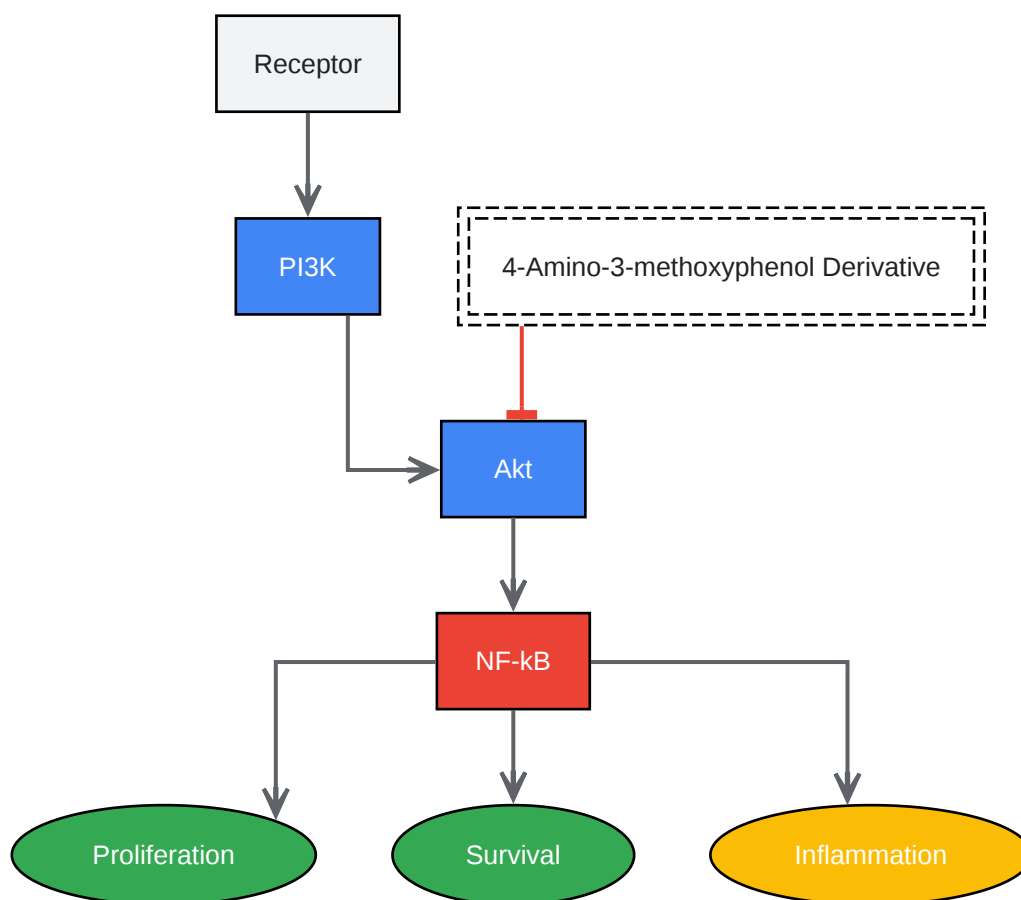 Receptor
PI3K
4-Amino-3-methoxyphenol Derivative
Akt
NF-kB
Proliferation
Survival
Inflammation